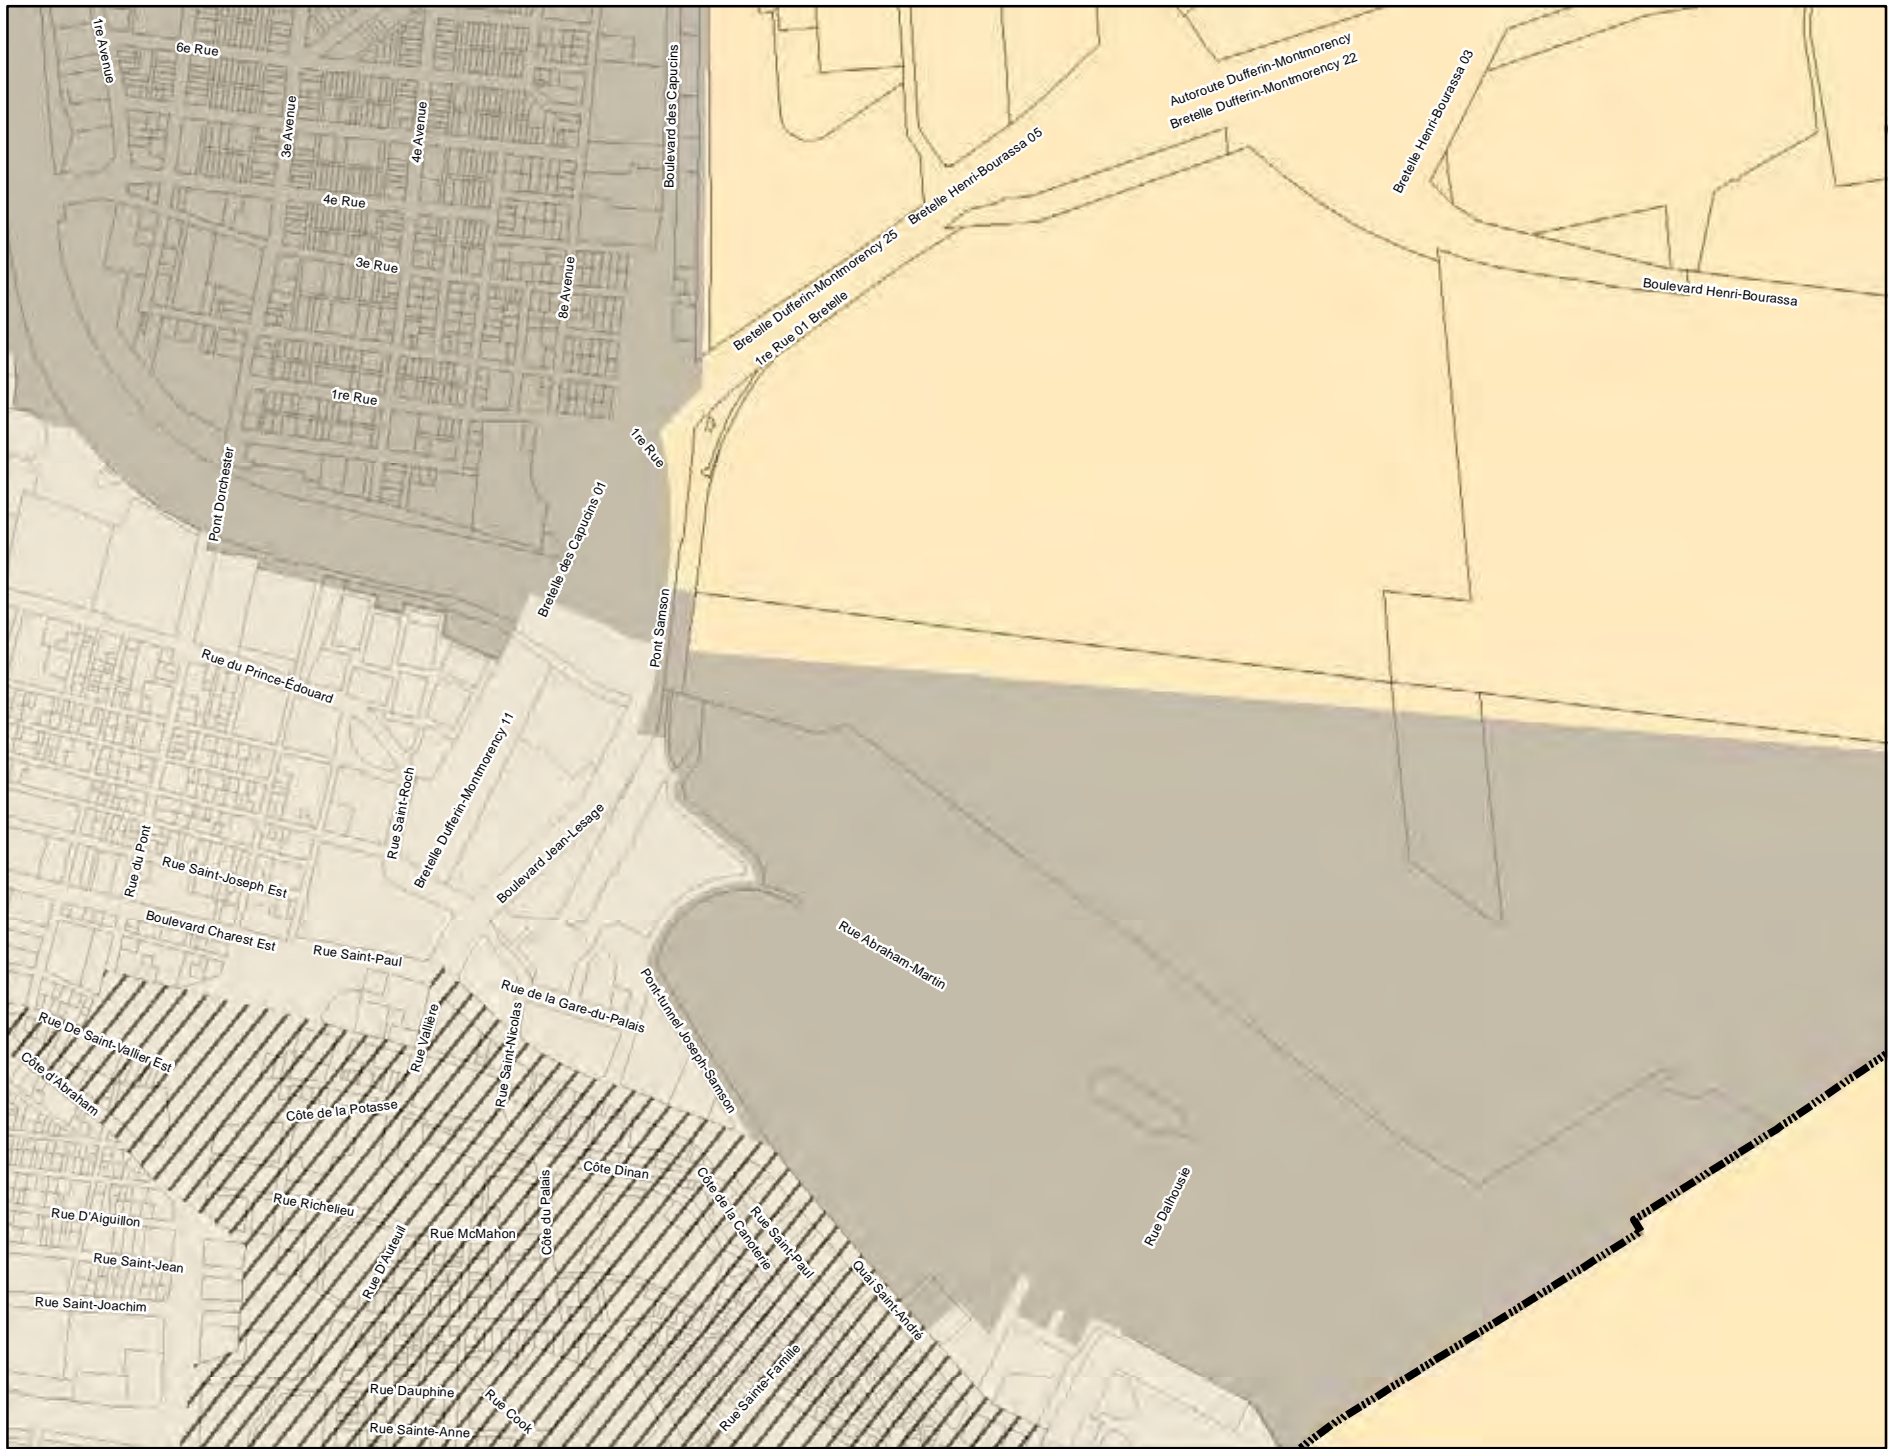 1re Avenue
6e Rue
3e Avenue
4e Avenue
Boulevard des Capucins
Autoroute Dufferin-Montmorency
Bretelle Dufferin-Montmorency 22
Bretelle Henri-Bourassa 03
Bretelle Henri-Bourassa 05
4e Rue
3e Rue
8e Avenue
Bretelle Dufferin-Montmorency 25
1re Rue 01 Bretelle
Boulevard Henri-Bourassa
1re Rue
1re Rue
Pont Dorchester
Bretelle des Capucins 01
Pont Samson
Rue du Prince-Édouard
Bretelle Dufferin-Montmorency 11
Rue Saint-Roch
Boulevard Jean-Lesage
Rue du Pont
Rue Saint-Joseph Est
Boulevard Charest Est
Rue Saint-Paul
Rue Abraham-Martin
Rue de la Gare-du-Palais
Pont-tunnel Joseph-Samson
Rue Vallière
Rue Saint-Nicolas
Rue De Saint-Vallier Est
Côte d'Abraham
Côte de la Potasse
Côte Dinan
Côte du Palais
Côte de la Canoterie
Rue Saint-Paul
Rue Dalhousie
Rue Richelieu
Rue D'Aiguillon
Rue McMahon
Rue D'Auteuil
Rue Saint-Jean
Rue Saint-Joachim
Quai Saint-André
Rue Sainte-Famille
Rue Dauphine
Rue Cook
Rue Sainte-Anne